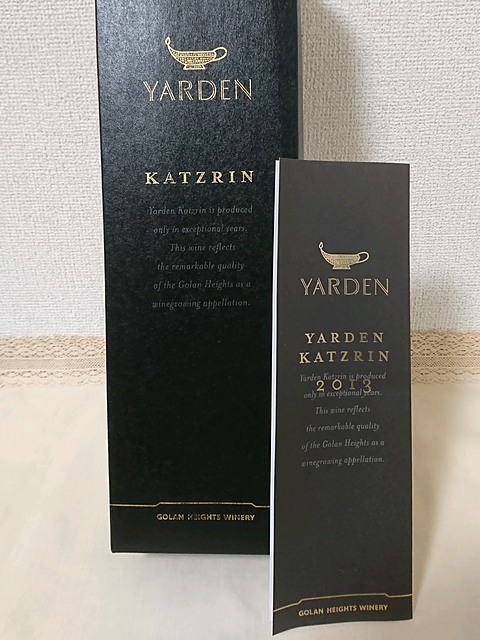 YARDEN
KATZRIN
Yarden Katzrin is produced
only in exceptional years.
This wine reflects
the remarkable quality
of the Golan Heights as a
winegrowing appellation.
GOLAN HEIGHTS WINERY
YARDEN
YARDEN
KATZRIN
Yarden Katzrin is produced
2013
only in exceptional years.
This wine reflects
the remarkable quality
of the Golan Heights as a
winegrowing appellation.
GOLAN HEIGHTS WINERY